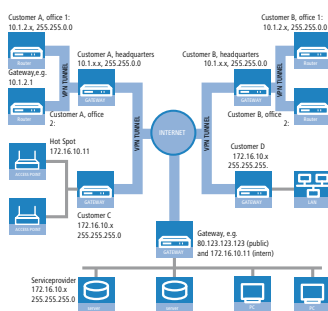 Customer A, office 1:
10.1.2.x, 255.255.0.0
Router
Gateway,e.g.
10.1.2.1
Router
VPN TUNNEL
Customer A, headquarters
10.1.x.x, 255.255.0.0
GATEWAY
Customer A, office
2:
Customer B, office 1:
10.1.2.x, 255.255.0.0
Router
Router
VPN TUNNEL
Customer B, headquarters
10.1.x.x, 255.255.0.0
GATEWAY
Customer B, office
2:
INTERNET
VPN TUNNEL
VPN TUNNEL
Hot Spot
172.16.10.11
ACCESS POINT
ACCESS POINT
GATEWAY
Customer C
172.16.10.x
255.255.255.0
Customer D
172.16.10.x
255.255.255.
GATEWAY
LAN
GATEWAY
Gateway, e.g.
80.123.123.123 (public)
and 172.16.10.11 (intern)
Serviceprovider
172.16.10.x
255.255.255.0
server
server
PC
PC